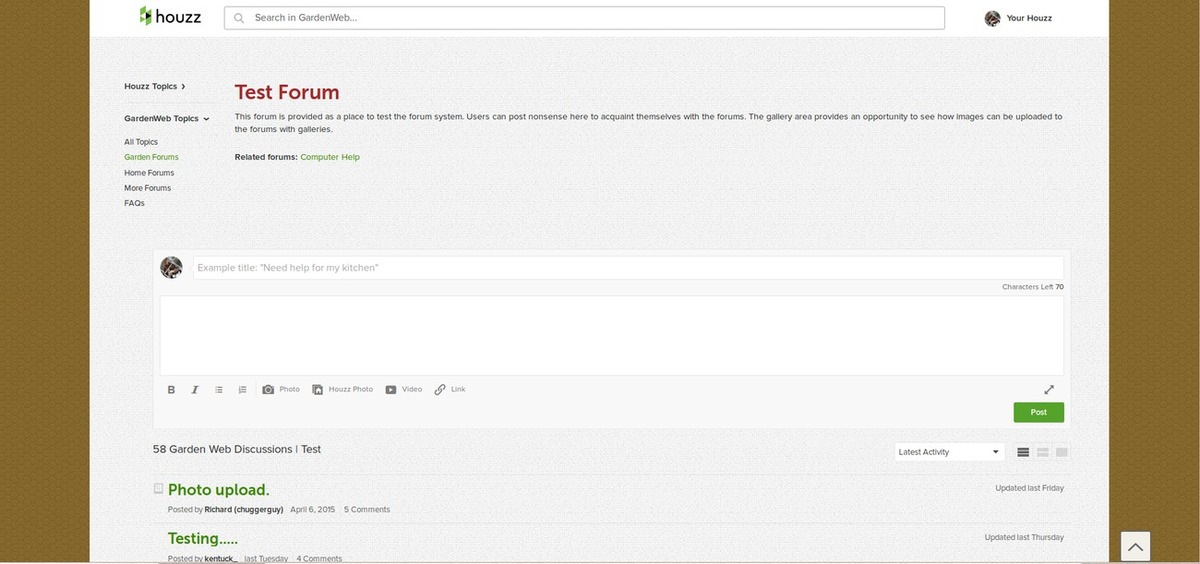 houzz
Search in GardenWeb...
Your Houzz
Houzz Topics
GardenWeb Topics
All Topics
Garden Forums
Home Forums
More Forums
FAQs
Test Forum
This forum is provided as a place to test the forum system. Users can post nonsense here to acquaint themselves with the forums. The gallery area provides an opportunity to see how images can be uploaded to
the forums with galleries.
Related forums: Computer Help
Example title: "Need help for my kitchen"
Characters Left 70
B I Photo Houzz Photo Video Link
Post
58 Garden Web Discussions | Test
Latest Activity
Photo upload.
Updated last Friday
Posted by Richard (chuggerguy) April 6, 2015 5 Comments
Testing.....
Updated last Thursday
Posted by kentuck_ last Tuesday 4 Comments